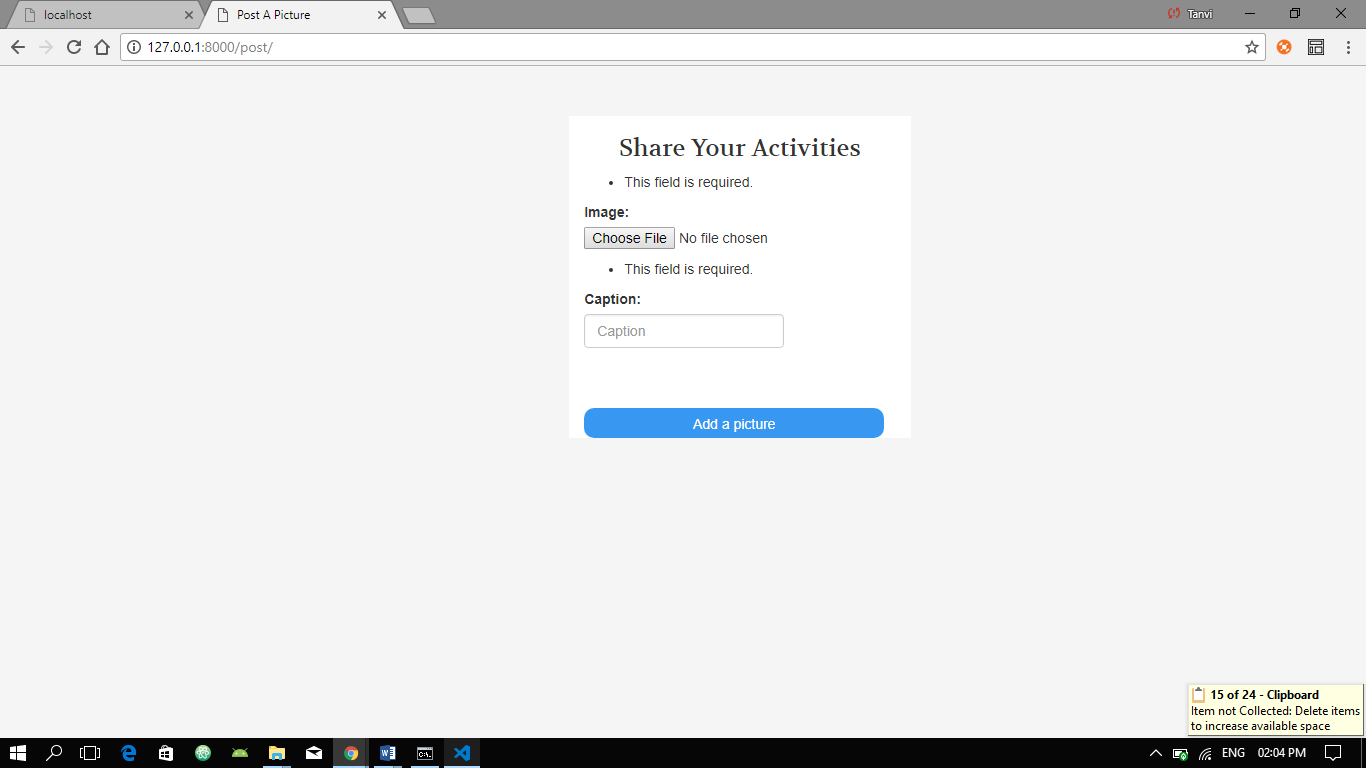 localhost
Post A Picture
Tanvi
127.0.0.1:8000/post/
Share Your Activities
This field is required.
Image:
Choose File No file chosen
This field is required.
Caption:
Caption
Add a picture
15 of 24 - Clipboard
Item not Collected: Delete items
to increase available space
ENG 02:04 PM